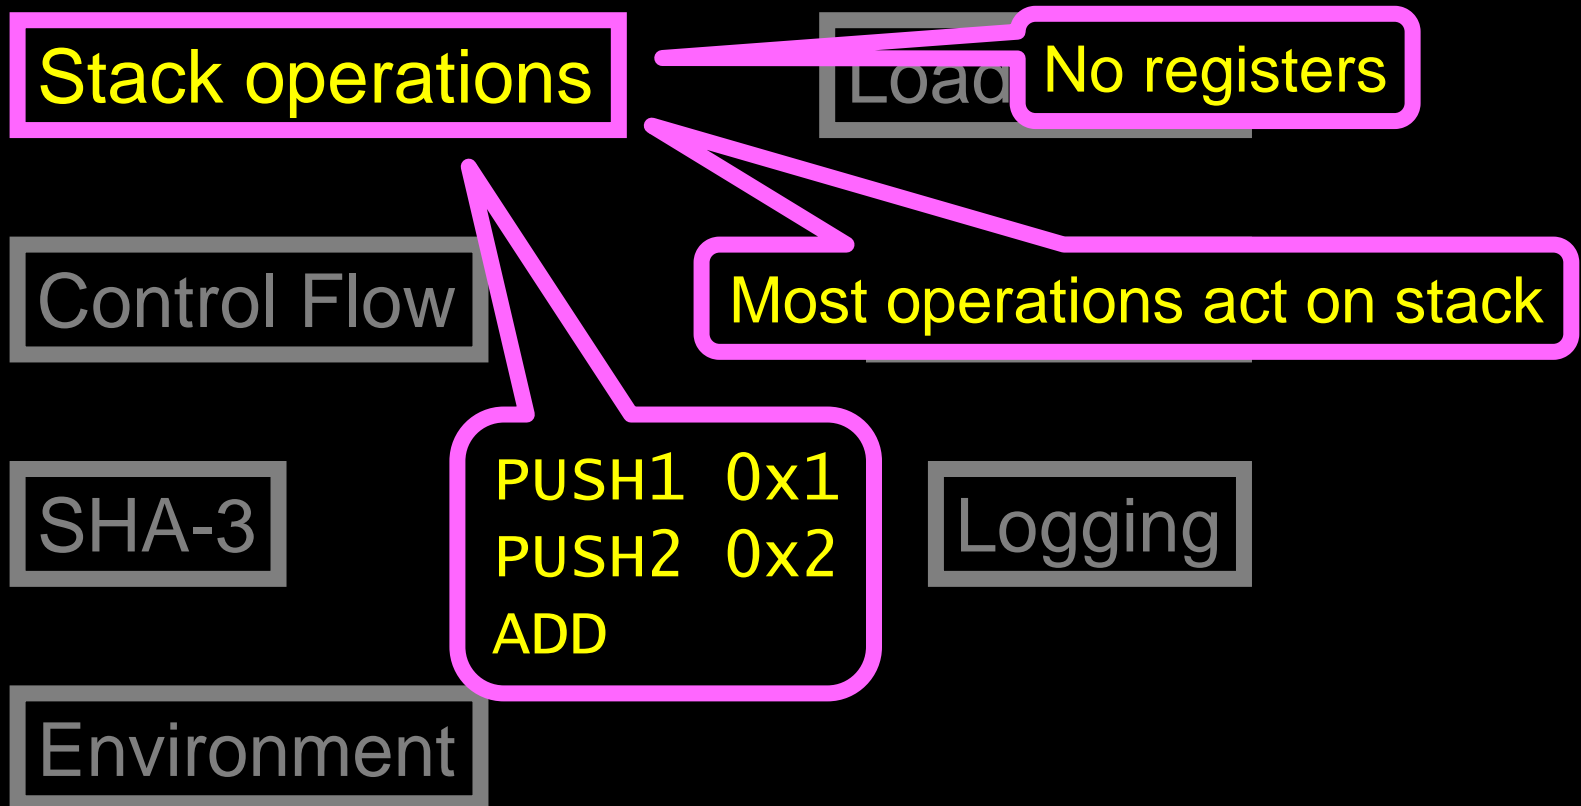 Stack operations
Load
No registers
Control Flow
Most operations act on stack
PUSH1 0x1
PUSH2 0x2
ADD
SHA-3
Logging
Environment